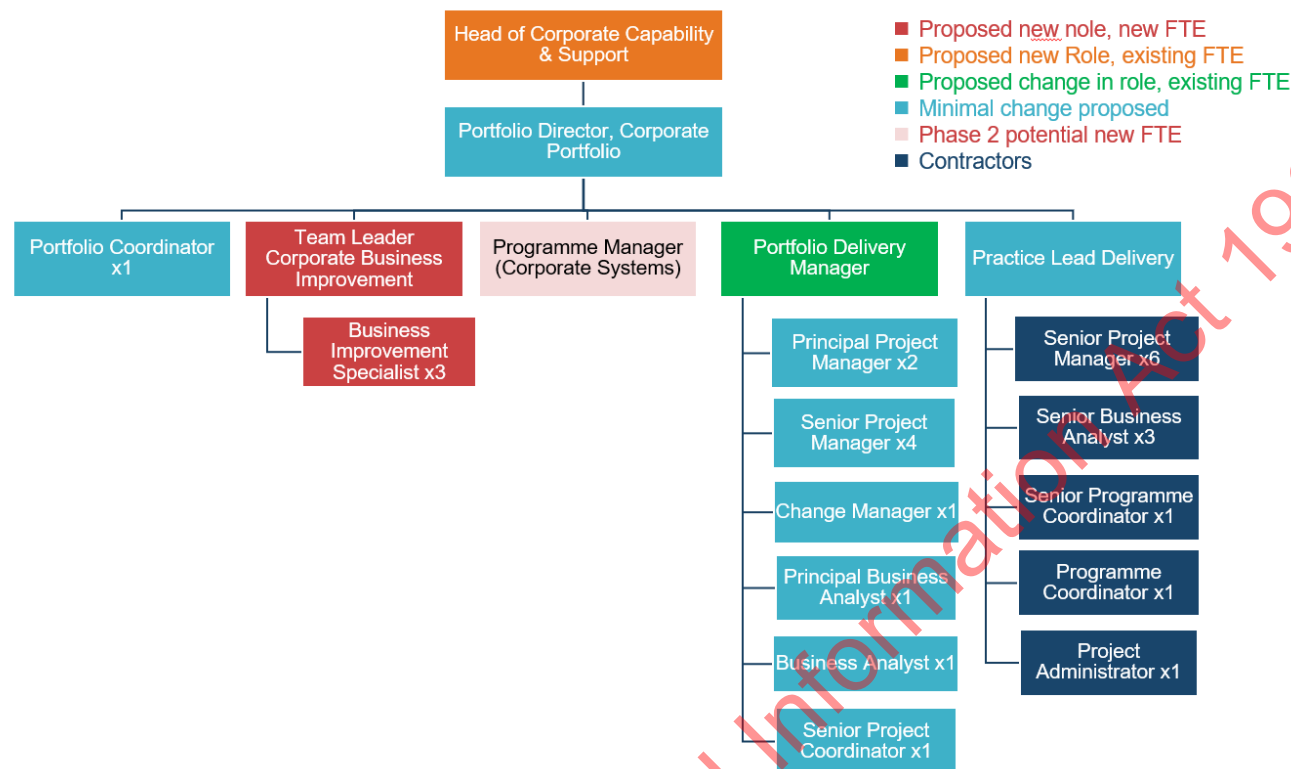 Head of Corporate Capability
& Support
Proposed new nole, new FTE
Proposed new Role, existing FTE
Proposed change in role, existing FTE
Minimal change proposed
Phase 2 potential new FTE
Contractors
Portfolio Director, Corporate
Portfolio
Portfolio Coordinator
x1
Team Leader
Corporate Business
Improvement
Programme Manager
(Corporate Systems)
Portfolio Delivery
Manager
Practice Lead Delivery
Business
Improvement
Specialist x3
Principal Project
Manager x2
Senior Project
Manager x4
Change Manager x1
Principal Business
Analyst x1
Business Analyst x1
Senior Project
Coordinator x1
Senior Project
Manager x6
Senior Business
Analyst x3
Senior Programme
Coordinator x1
Programme
Coordinator x1
Project
Administrator x1
Information Act